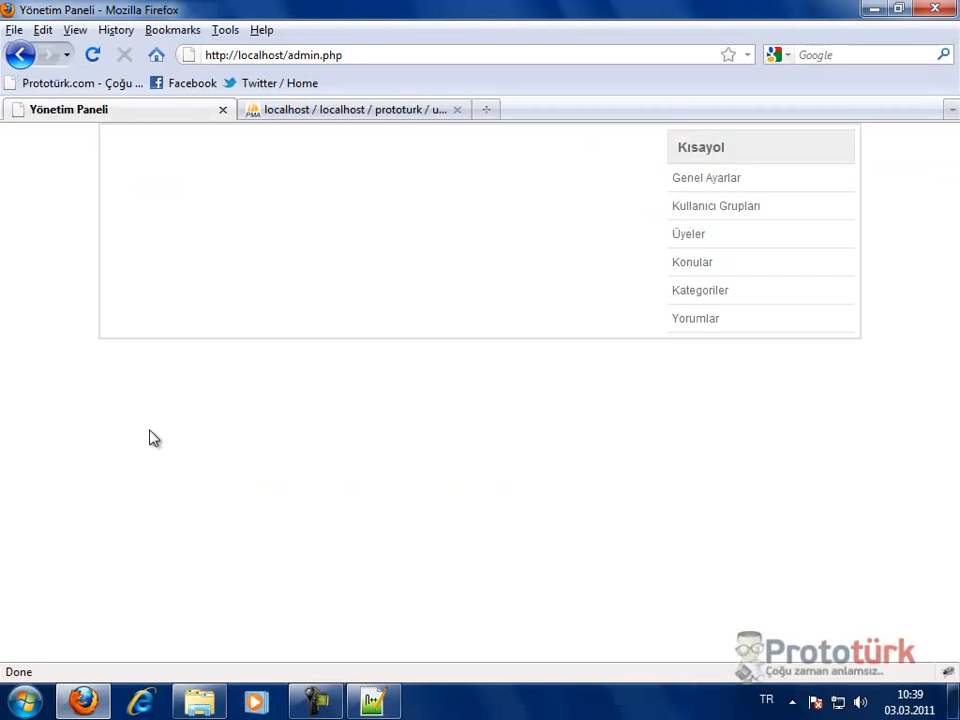 Yönetim Paneli - Mozilla Firefox
File Edit View History Bookmarks Tools Help
http://localhost/admin.php
Google
Prototürk.com - Çoğu ... Facebook Twitter / Home
Yönetim Paneli
PMA localhost / localhost / prototurk / u...
Kısayol
Genel Ayarlar
Kullanıcı Grupları
Üyeler
Konular
Kategoriler
Yorumlar
Prototürk
Çoğu zaman anlamsız..
Done
TR
10:39
03.03.2011